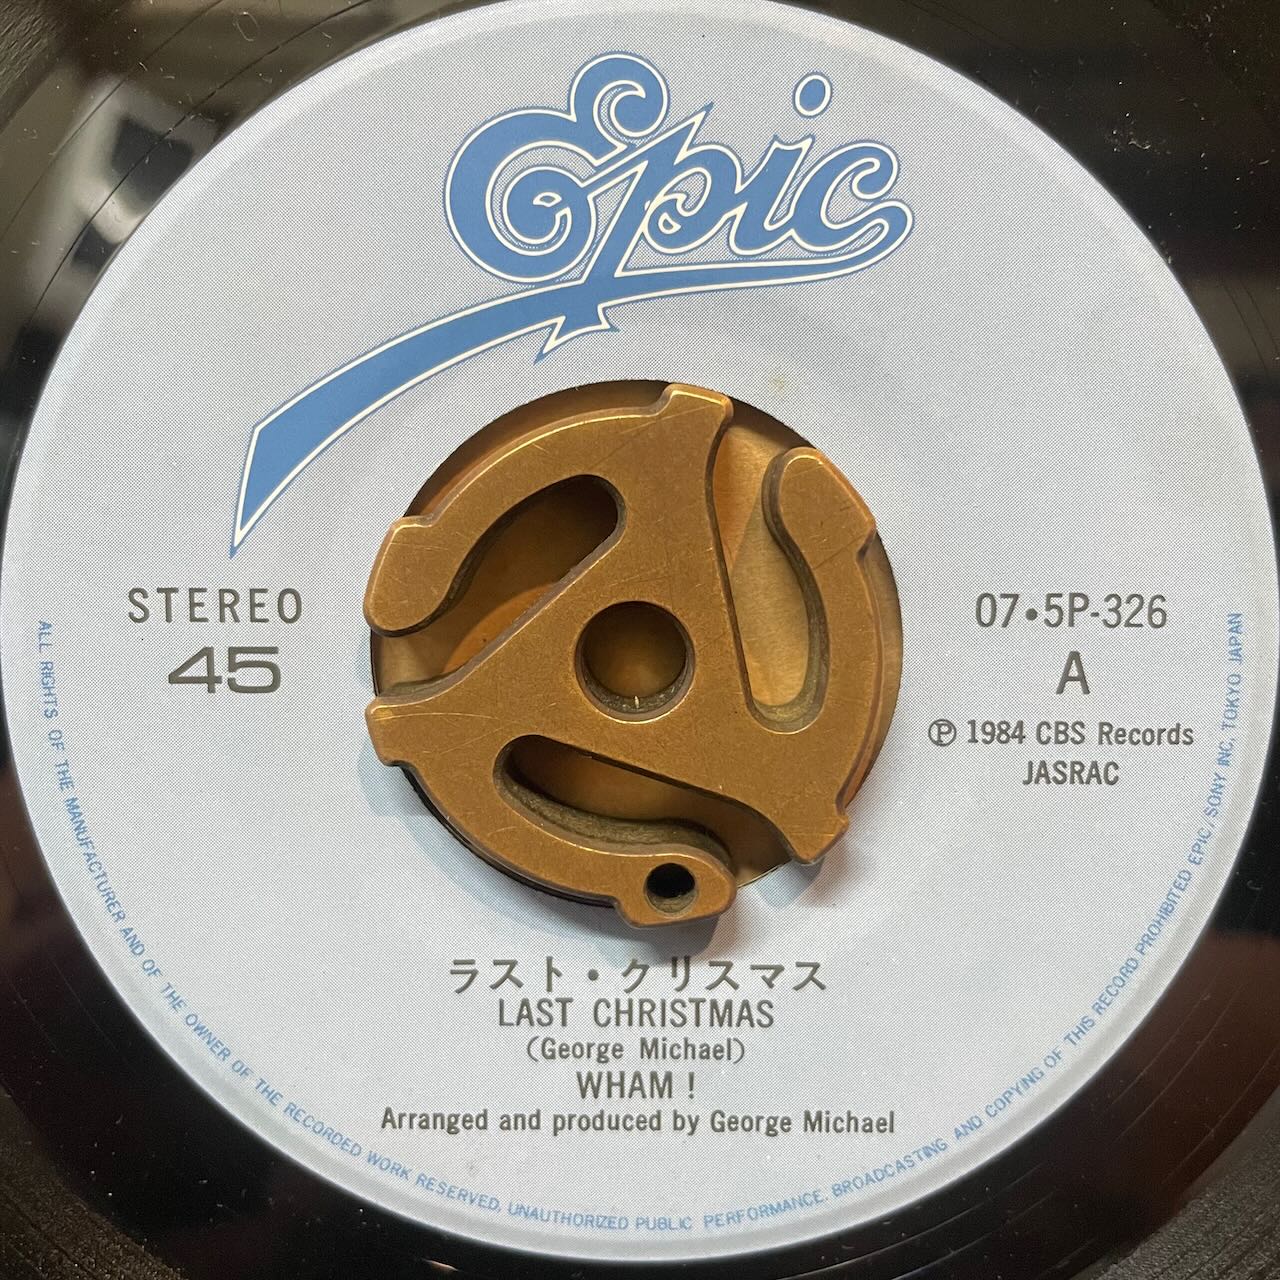 Epic
STEREO
45
07•5P-326
A
Ⓟ 1984 CBS Records
JASRAC
ラスト・クリスマス
LAST CHRISTMAS
(George Michael)
WHAM !
Arranged and produced by George Michael
ALL RIGHTS OF THE MANUFACTURER AND OF THE OWNER OF THE RECORDED WORK RESERVED, UNAUTHORIZED PUBLIC PERFORMANCE, BROADCASTING AND COPYING OF THIS RECORD PROHIBITED EPIC/SONY INC, TOKYO JAPAN